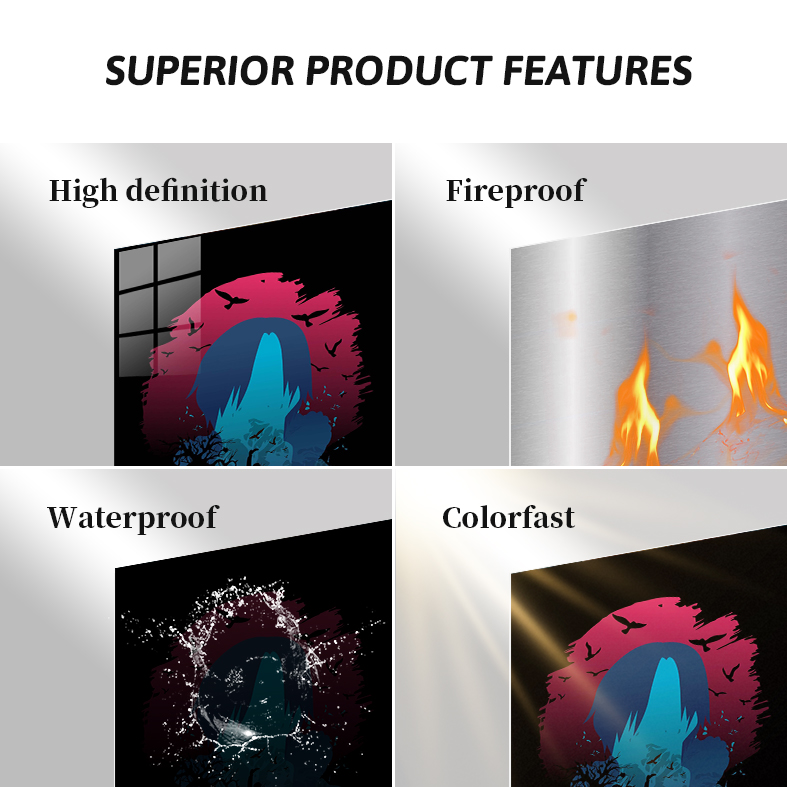 SUPERIOR PRODUCT FEATURES
High definition
Fireproof
Waterproof
Colorfast